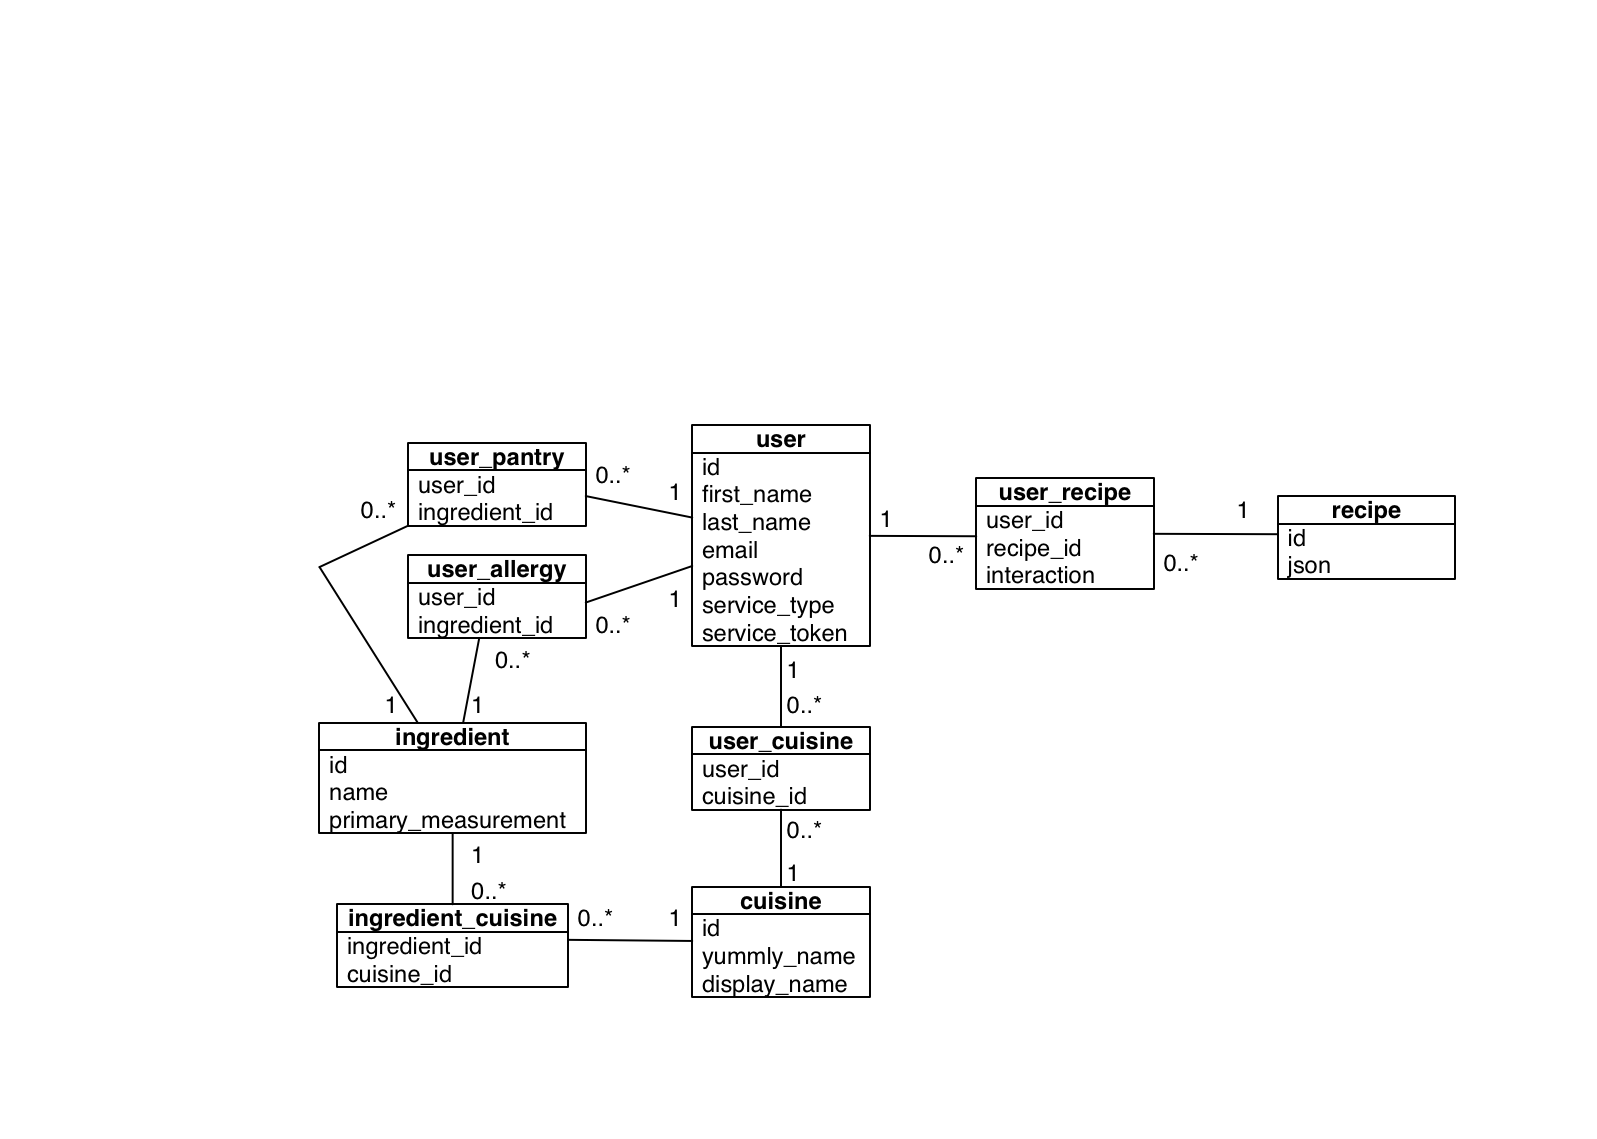 user_pantry
user_id
ingredient_id
0..*
1
0..*
user_allergy
user_id
ingredient_id
1
0..*
0..*
1
1
user
id
first_name
last_name
email
password
service_type
service_token
1
0..*
user_recipe
user_id
recipe_id
interaction
1
0..*
recipe
id
json
1
0..*
user_cuisine
user_id
cuisine_id
0..*
1
ingredient
id
name
primary_measurement
1
0..*
ingredient_cuisine
ingredient_id
cuisine_id
0..*
1
cuisine
id
yummly_name
display_name